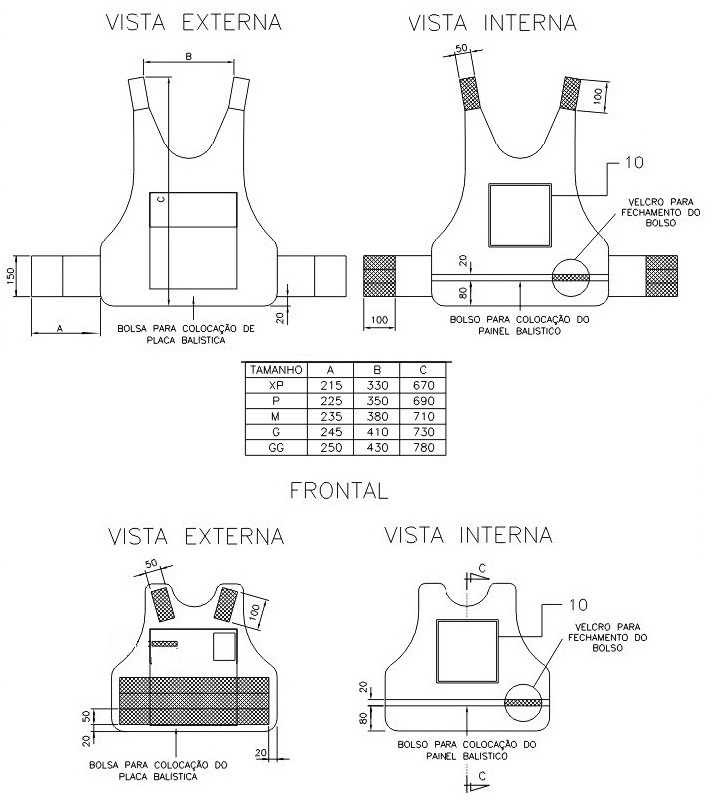 VISTA EXTERNA
VISTA INTERNA
B
50
100
C
10
VELCRO PARA
FECHAMENTO DO
BOLSO
150
A
20
BOLSA PARA COLOCAÇÃO DE
PLACA BALISTICA
20
80
100
BOLSO PARA COLOCAÇÃO DO
PAINEL BALISTICO
TAMANHO A B C
XP 215 330 670
P 225 350 690
M 235 380 710
G 245 410 730
GG 250 430 780
FRONTAL
VISTA EXTERNA
VISTA INTERNA
50
100
C
10
VELCRO PARA
FECHAMENTO DO
BOLSO
50
20
20
BOLSA PARA COLOCAÇÃO DO
PLACA BALÍSTICA
20
80
BOLSO PARA COLOCAÇÃO DO
PAINEL BALISTICO
C